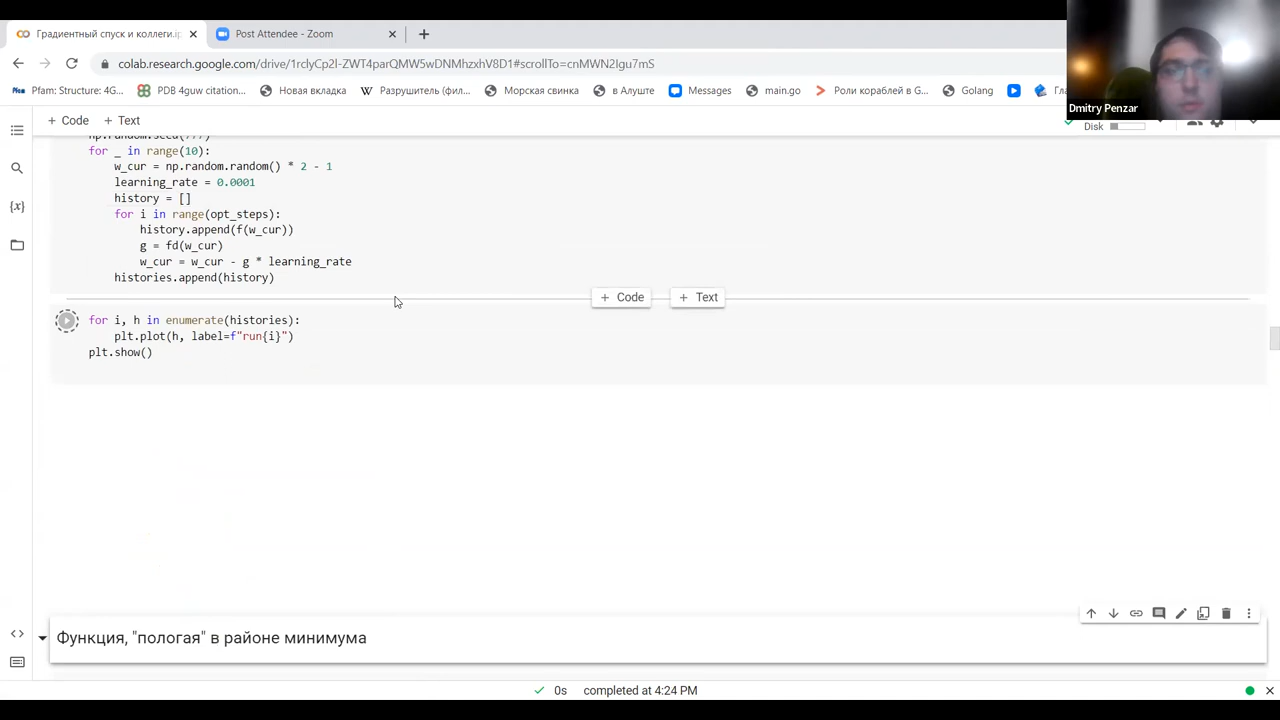 Градиентный спуск и коллеги.ip
Post Attendee - Zoom
colab.research.google.com/drive/1rclyCp2l-ZWT4parQMW5wDNMhzxhV8D1#scrollTo=cnMWN2Igu7mS
Pfam: Structure: 4G...
PDB 4guw citation...
Новая вкладка
Разрушитель (фил...
Морская свинка
в Алуште
Messages
main.go
Роли кораблей в G...
Golang
Dmitry Penzar
+ Code + Text
Disk
for _ in range(10):
w_cur = np.random.random() * 2 - 1
learning_rate = 0.0001
history = []
for i in range(opt_steps):
history.append(f(w_cur))
g = fd(w_cur)
w_cur = w_cur - g * learning_rate
histories.append(history)
+ Code + Text
for i, h in enumerate(histories):
plt.plot(h, label=f"run{i}")
plt.show()
Функция, "пологая" в районе минимума
0s completed at 4:24 PM